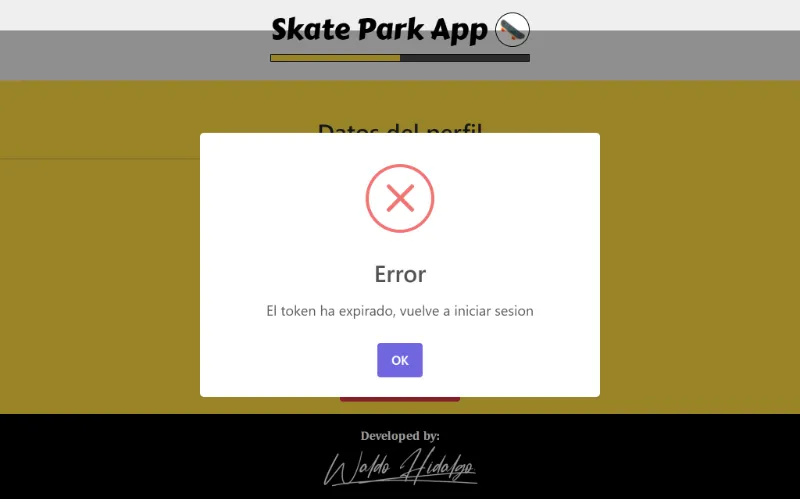 Skate Park App
Datos del perfil
Error
El token ha expirado, vuelve a iniciar sesion
OK
Developed by:
Waldo Hidalgo